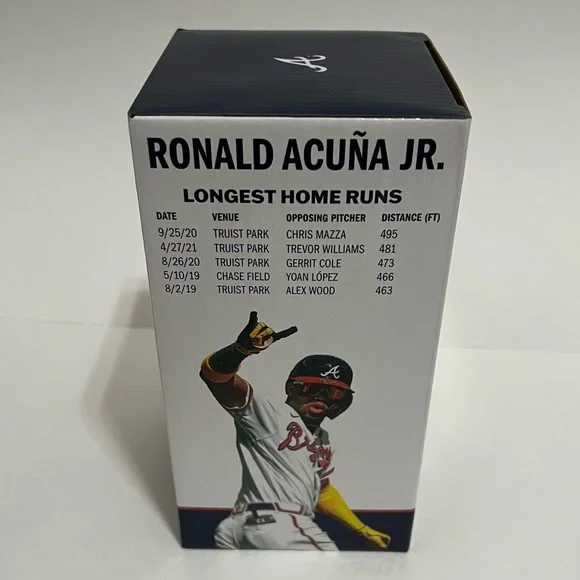 A
RONALD ACUÑA JR.
LONGEST HOME RUNS
DATE VENUE OPPOSING PITCHER DISTANCE (FT)
9/25/20 TRUIST PARK CHRIS MAZZA 495
4/27/21 TRUIST PARK TREVOR WILLIAMS 481
8/26/20 TRUIST PARK GERRIT COLE 473
5/10/19 CHASE FIELD YOAN LÓPEZ 466
8/2/19 TRUIST PARK ALEX WOOD 463
A